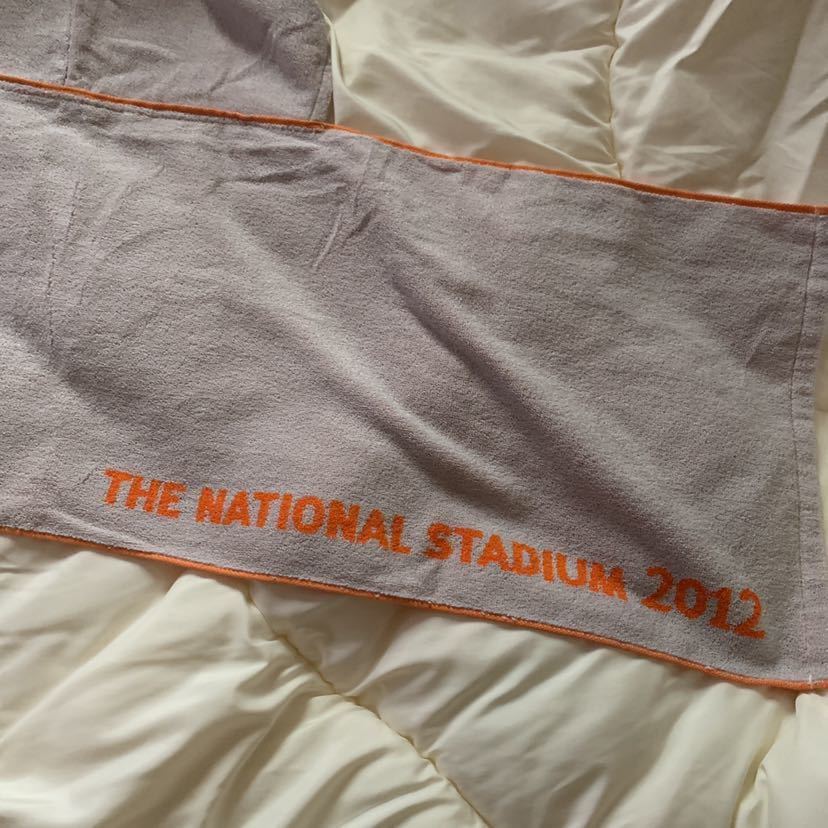 THE NATIONAL STADIUM 2012